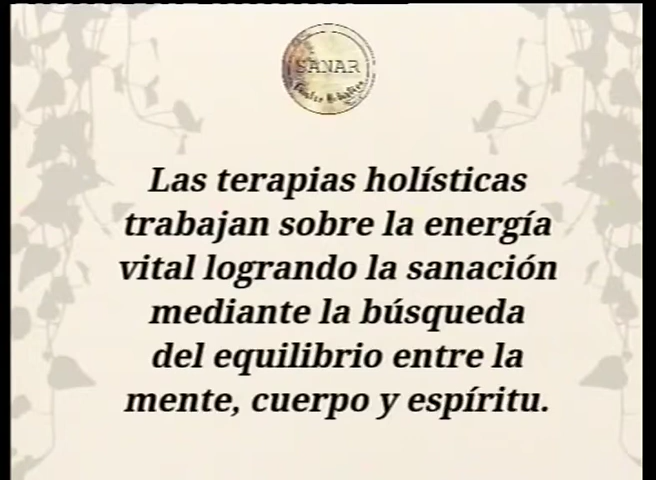 SANAR
Las terapias holísticas
trabajan sobre la energía
vital logrando la sanación
mediante la búsqueda
del equilibrio entre la
mente, cuerpo y espíritu.